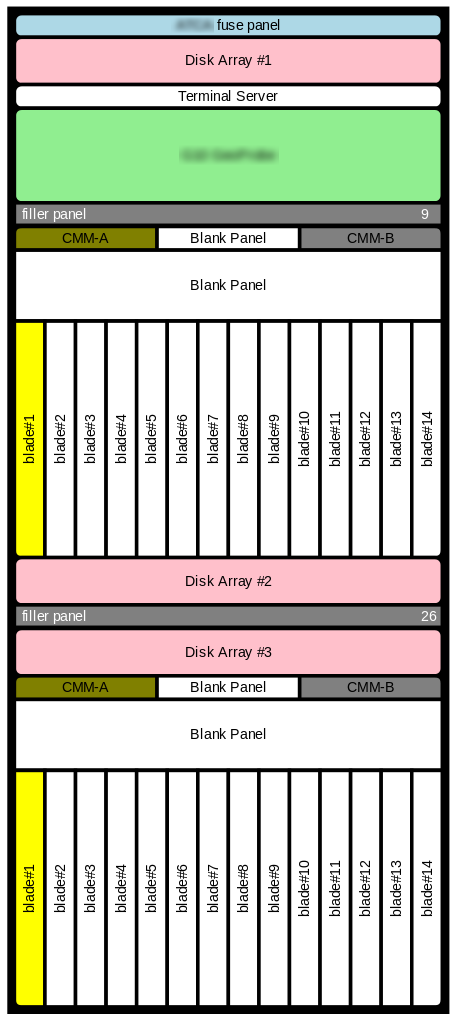 fuse panel
Disk Array #1
Terminal Server
filler panel 9
CMM-A Blank Panel CMM-B
Blank Panel
blade#1 blade#2 blade#3 blade#4 blade#5 blade#6 blade#7 blade#8 blade#9 blade#10 blade#11 blade#12 blade#13 blade#14
Disk Array #2
filler panel 26
Disk Array #3
CMM-A Blank Panel CMM-B
Blank Panel
blade#1 blade#2 blade#3 blade#4 blade#5 blade#6 blade#7 blade#8 blade#9 blade#10 blade#11 blade#12 blade#13 blade#14